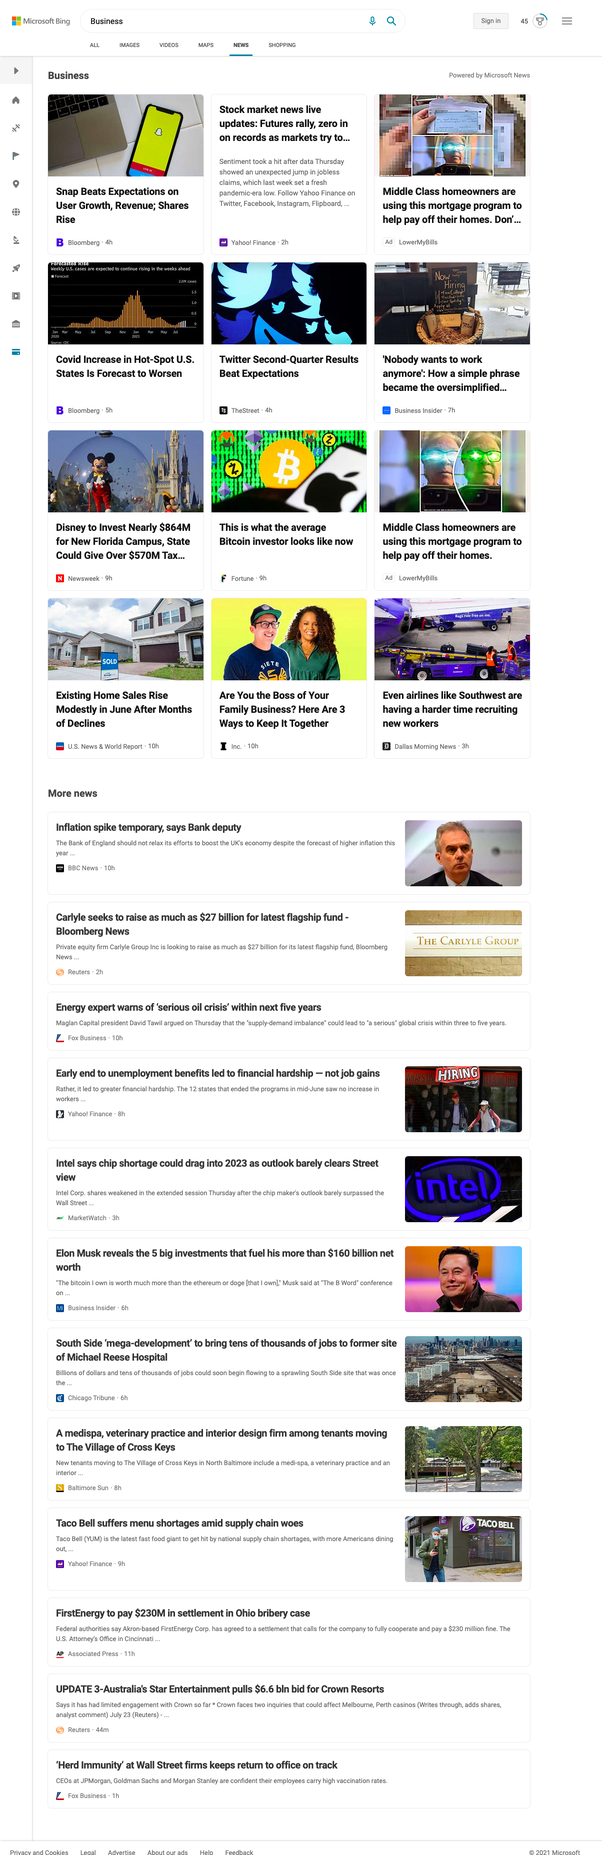 Microsoft Bing
Business
Sign in
45
ALL
IMAGES
VIDEOS
MAPS
NEWS
SHOPPING
Business
Powered by Microsoft News
Snap Beats Expectations on
User Growth, Revenue; Shares
Rise
Bloomberg · 4h
Stock market news live
updates: Futures rally, zero in
on records as markets try to...
Sentiment took a hit after data Thursday
showed an unexpected jump in jobless
claims, which last week set a fresh
pandemic-era low. Follow Yahoo Finance on
Twitter, Facebook, Instagram, Flipboard, ...
Yahoo! Finance · 2h
Middle Class homeowners are
using this mortgage program to
help pay off their homes. Don'...
Ad LowerMyBills
Forecasted Rise
Weekly U.S. cases are expected to continue rising in the weeks ahead
Forecast
Covid Increase in Hot-Spot U.S.
States Is Forecast to Worsen
Bloomberg · 5h
Twitter Second-Quarter Results
Beat Expectations
TheStreet · 4h
Now
Hiring
'Nobody wants to work
anymore': How a simple phrase
became the oversimplified...
Business Insider · 7h
Disney to Invest Nearly $864M
for New Florida Campus, State
Could Give Over $570M Tax...
Newsweek · 9h
This is what the average
Bitcoin investor looks like now
Fortune · 9h
Middle Class homeowners are
using this mortgage program to
help pay off their homes.
Ad LowerMyBills
SOLD
Existing Home Sales Rise
Modestly in June After Months
of Declines
U.S. News & World Report · 10h
Are You the Boss of Your
Family Business? Here Are 3
Ways to Keep It Together
Inc. · 10h
Bags ride free on us.
Even airlines like Southwest are
having a harder time recruiting
new workers
Dallas Morning News · 3h
More news
Inflation spike temporary, says Bank deputy
The Bank of England should not relax its efforts to boost the UK's economy despite the forecast of higher inflation this
year ...
BBC News · 10h
Carlyle seeks to raise as much as $27 billion for latest flagship fund -
Bloomberg News
Private equity firm Carlyle Group Inc is looking to raise as much as $27 billion for its latest flagship fund, Bloomberg
News ...
Reuters · 2h
THE CARLYLE GROUP
Energy expert warns of 'serious oil crisis' within next five years
Maglan Capital president David Tawil argued on Thursday that the "supply-demand imbalance" could lead to "a serious" global crisis within three to five years.
Fox Business · 10h
Early end to unemployment benefits led to financial hardship — not job gains
Rather, it led to greater financial hardship. The 12 states that ended the programs in mid-June saw no increase in
workers ...
Yahoo! Finance · 8h
HIRING
Intel says chip shortage could drag into 2023 as outlook barely clears Street
view
Intel Corp. shares weakened in the extended session Thursday after the chip maker's outlook barely surpassed the
Wall Street ...
MarketWatch · 3h
intel
Elon Musk reveals the 5 big investments that fuel his more than $160 billion net
worth
"The bitcoin I own is worth much more than the ethereum or doge [that I own]," Musk said at "The B Word" conference
on ...
Business Insider · 6h
South Side 'mega-development' to bring tens of thousands of jobs to former site
of Michael Reese Hospital
Billions of dollars and tens of thousands of jobs could soon begin flowing to a sprawling South Side site that was once
the ...
Chicago Tribune · 6h
A medispa, veterinary practice and interior design firm among tenants moving
to The Village of Cross Keys
New tenants moving to The Village of Cross Keys in North Baltimore include a medi-spa, a veterinary practice and an
interior ...
Baltimore Sun · 8h
Taco Bell suffers menu shortages amid supply chain woes
Taco Bell (YUM) is the latest fast food giant to get hit by national supply chain shortages, with more Americans dining
out, ...
Yahoo! Finance · 9h
TACO BELL
FirstEnergy to pay $230M in settlement in Ohio bribery case
Federal authorities say Akron-based FirstEnergy Corp. has agreed to a settlement that calls for the company to fully cooperate and pay a $230 million fine. The
U.S. Attorney's Office in Cincinnati ...
Associated Press · 11h
UPDATE 3-Australia's Star Entertainment pulls $6.6 bln bid for Crown Resorts
Says it has had limited engagement with Crown so far * Crown faces two inquiries that could affect Melbourne, Perth casinos (Writes through, adds shares,
analyst comment) July 23 (Reuters) - ...
Reuters · 44m
'Herd Immunity' at Wall Street firms keeps return to office on track
CEOs at JPMorgan, Goldman Sachs and Morgan Stanley are confident their employees carry high vaccination rates.
Fox Business · 1h
Privacy and Cookies
Legal
Advertise
About our ads
Help
Feedback
© 2021 Microsoft